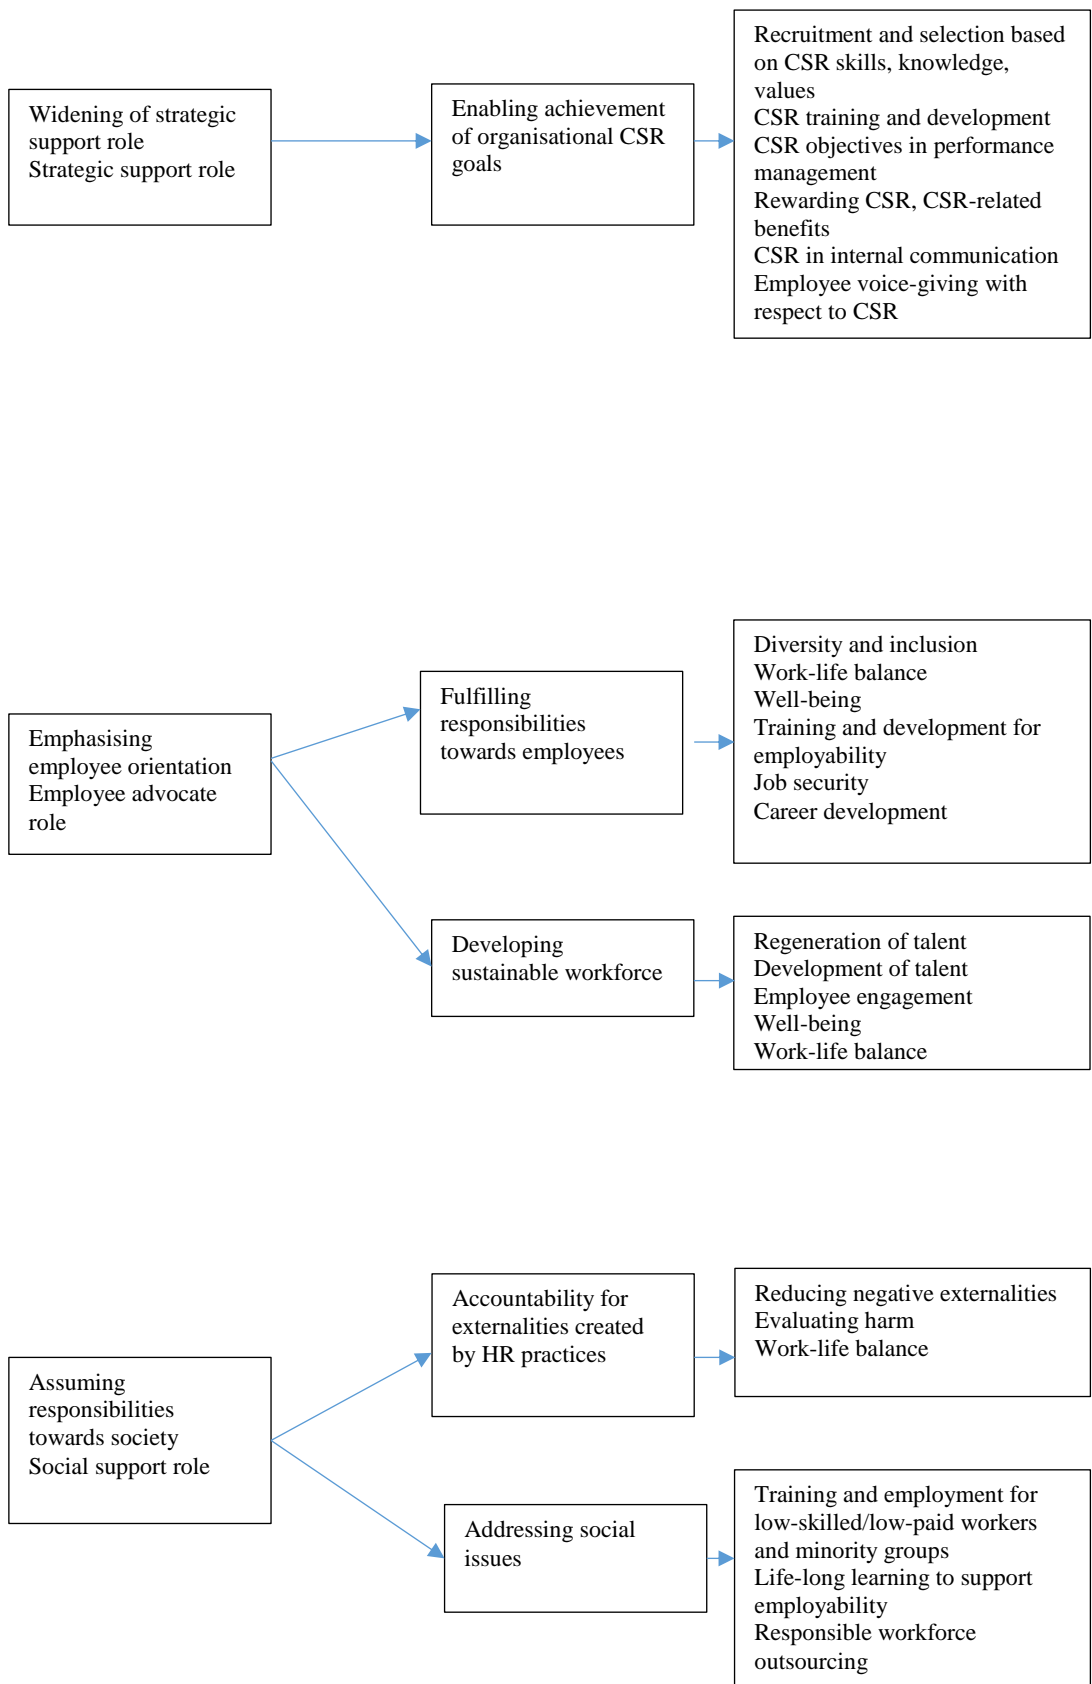 Widening of strategic
support role
Strategic support role
Enabling achievement
of organisational CSR
goals
Recruitment and selection based
on CSR skills, knowledge,
values
CSR training and development
CSR objectives in performance
management
Rewarding CSR, CSR-related
benefits
CSR in internal communication
Employee voice-giving with
respect to CSR
Emphasising
employee orientation
Employee advocate
role
Fulfilling
responsibilities
towards employees
Diversity and inclusion
Work-life balance
Well-being
Training and development for
employability
Job security
Career development
Developing
sustainable workforce
Regeneration of talent
Development of talent
Employee engagement
Well-being
Work-life balance
Assuming
responsibilities
towards society
Social support role
Accountability for
externalities created
by HR practices
Reducing negative externalities
Evaluating harm
Work-life balance
Addressing social
issues
Training and employment for
low-skilled/low-paid workers
and minority groups
Life-long learning to support
employability
Responsible workforce
outsourcing